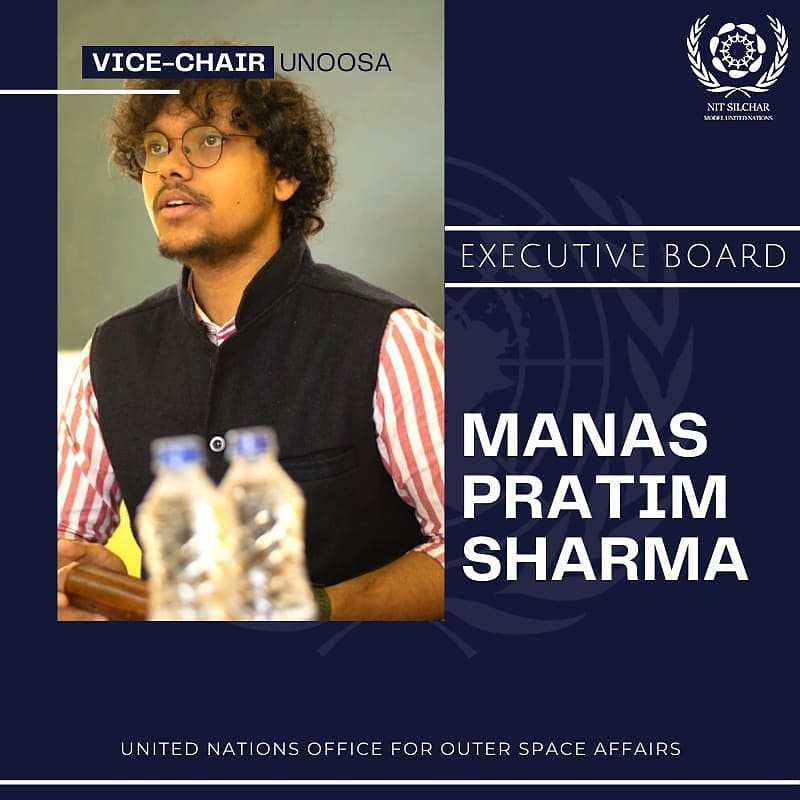 VICE-CHAIR UNOOSA
NIT SILCHAR
MODEL UNITED NATIONS
EXECUTIVE BOARD
MANAS
PRATIM
SHARMA
UNITED NATIONS OFFICE FOR OUTER SPACE AFFAIRS